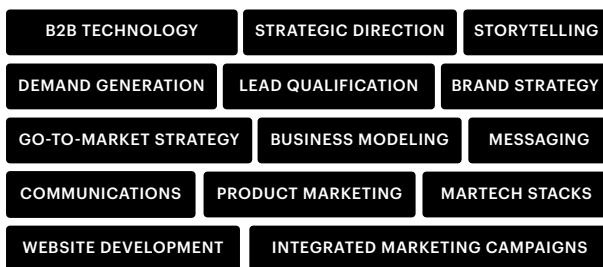 B2B TECHNOLOGY STRATEGIC DIRECTION STORYTELLING
DEMAND GENERATION LEAD QUALIFICATION BRAND STRATEGY
GO-TO-MARKET STRATEGY BUSINESS MODELING MESSAGING
COMMUNICATIONS PRODUCT MARKETING MARTECH STACKS
WEBSITE DEVELOPMENT INTEGRATED MARKETING CAMPAIGNS